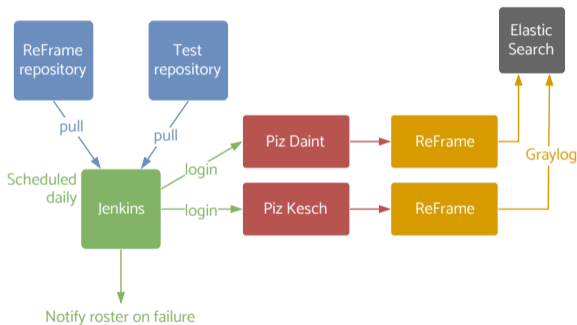 ReFrame
repository
Test
repository
Elastic
Search
pull
pull
Scheduled
daily
Jenkins
login
login
Piz Daint
ReFrame
Graylog
Piz Kesch
ReFrame
Notify roster on failure